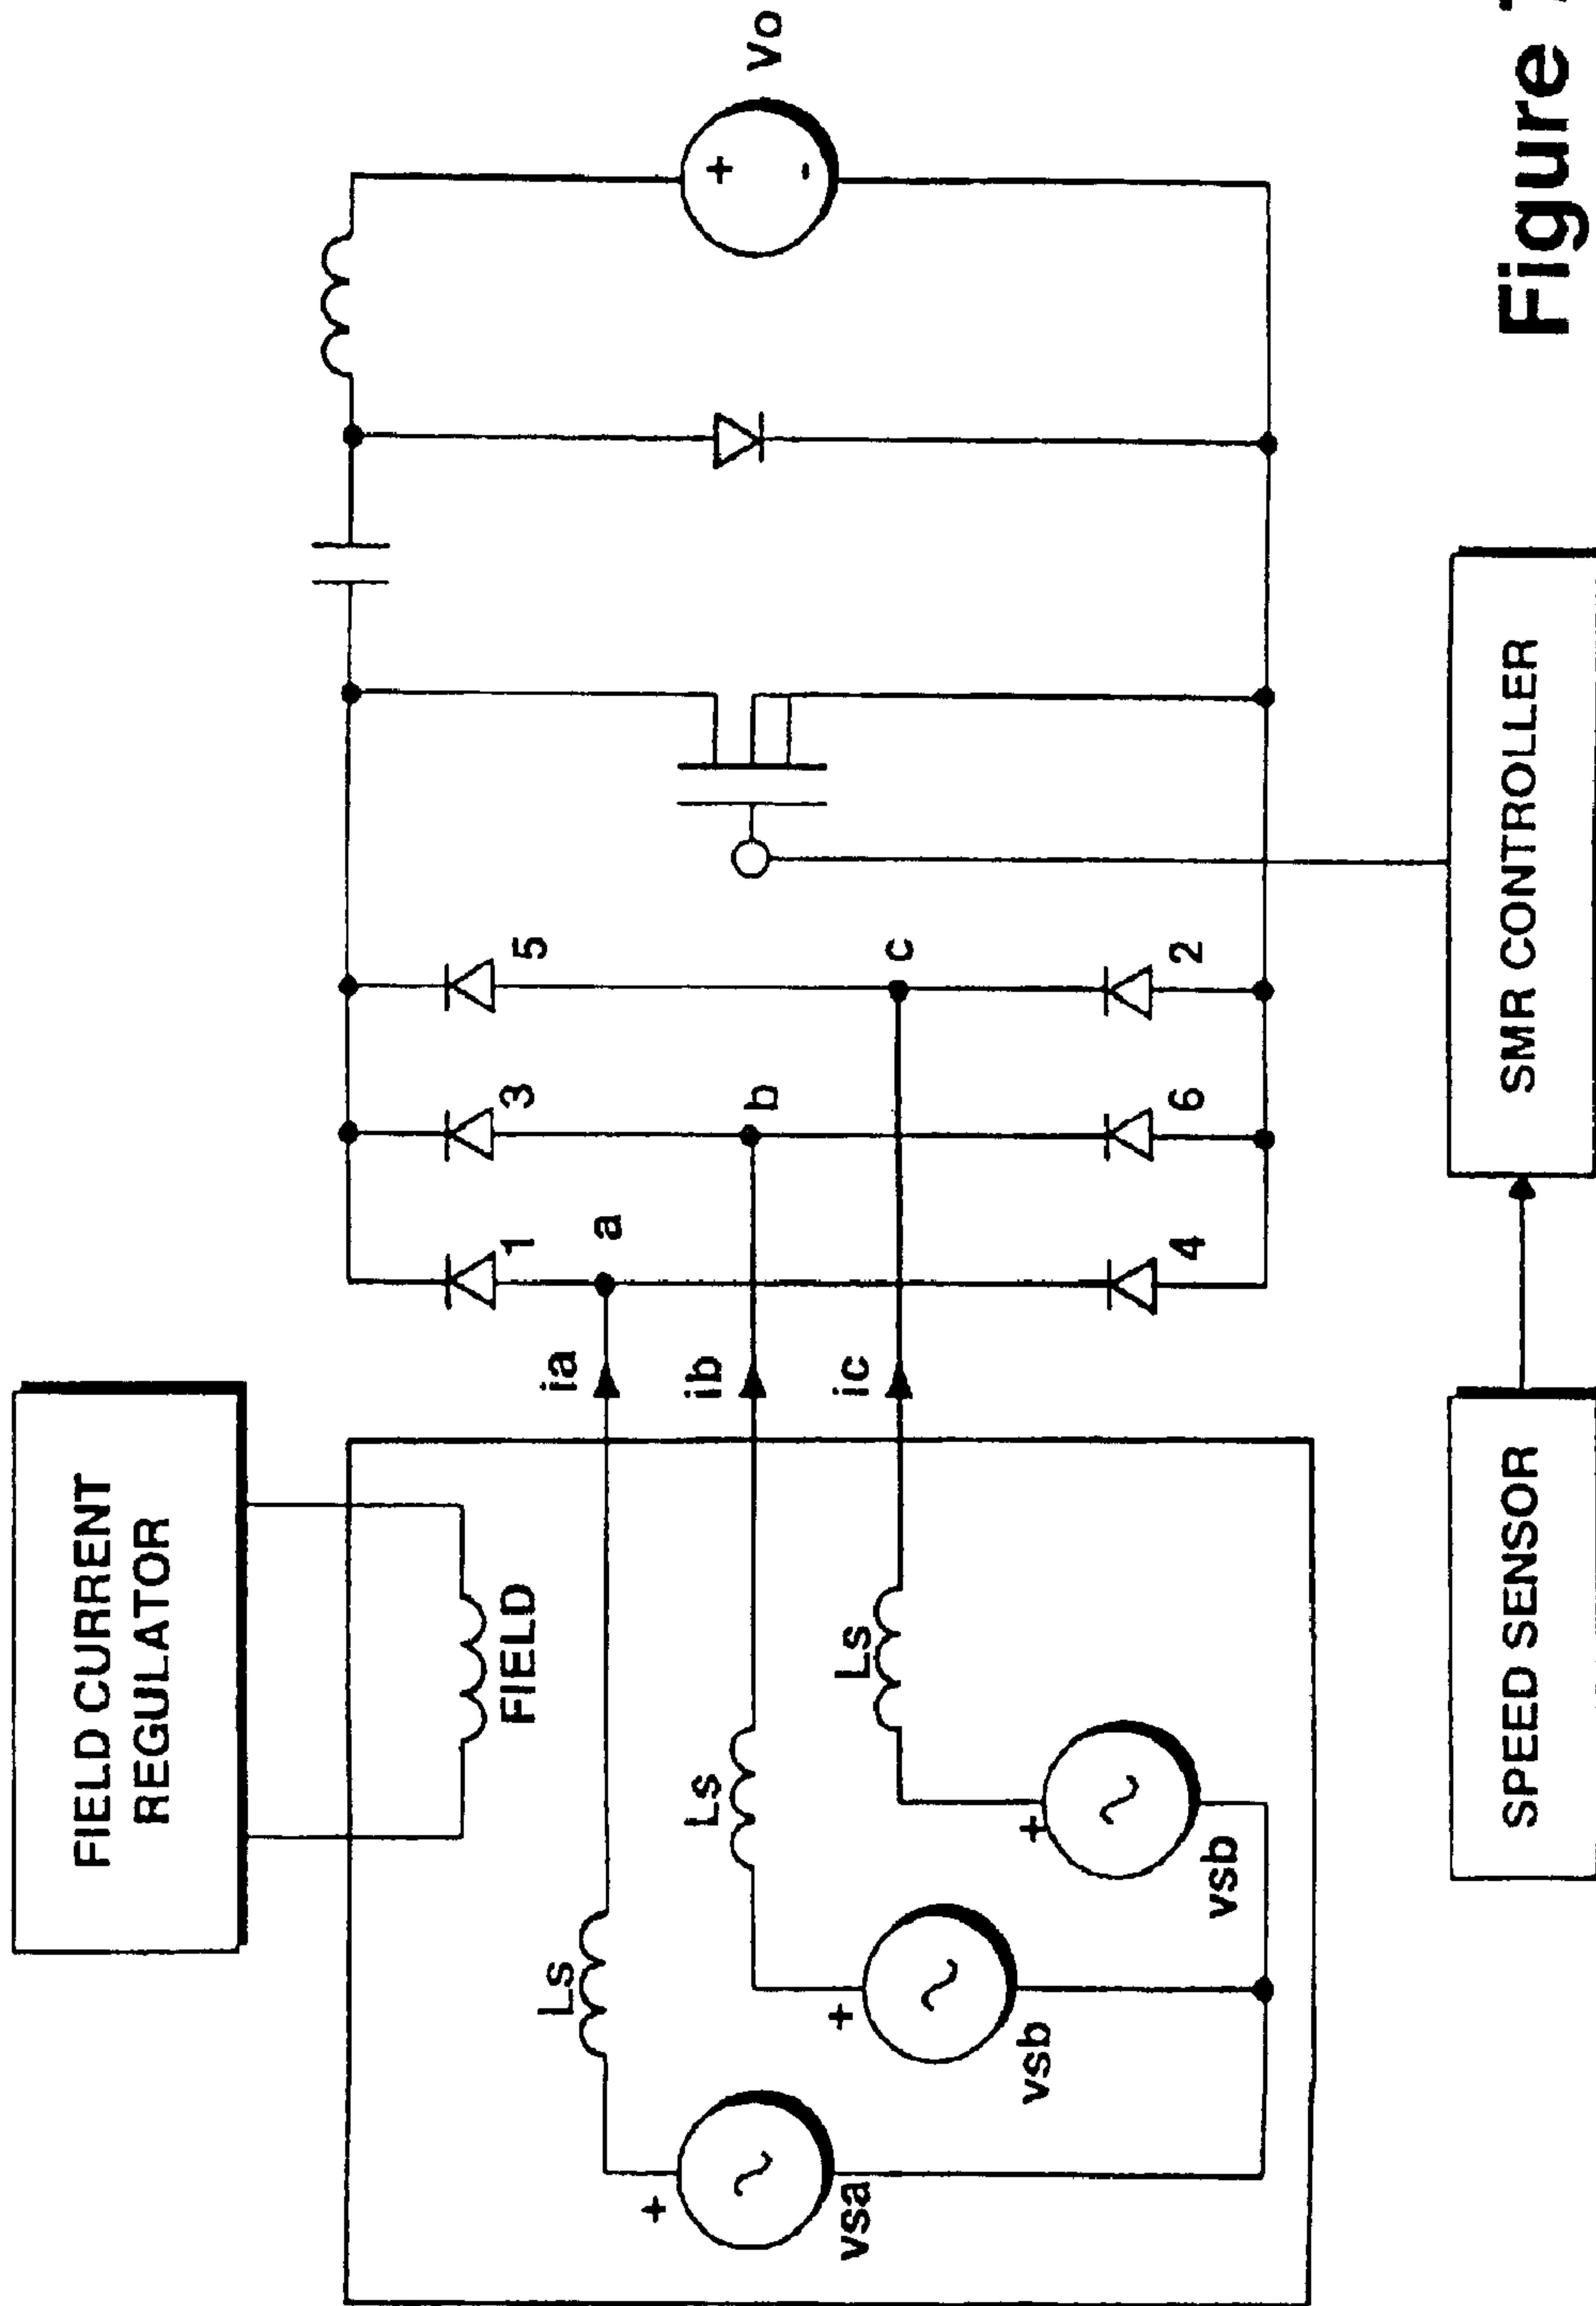 FIELD CURRENT
REGULATOR
FIELD
Ls
Ls
Ls
+
vsa
+
vsb
+
vsb
ia
ib
ic
a
b
c
1
3
5
4
6
2
+
-
Vo
SPEED SENSOR
SMR CONTROLLER
Figure